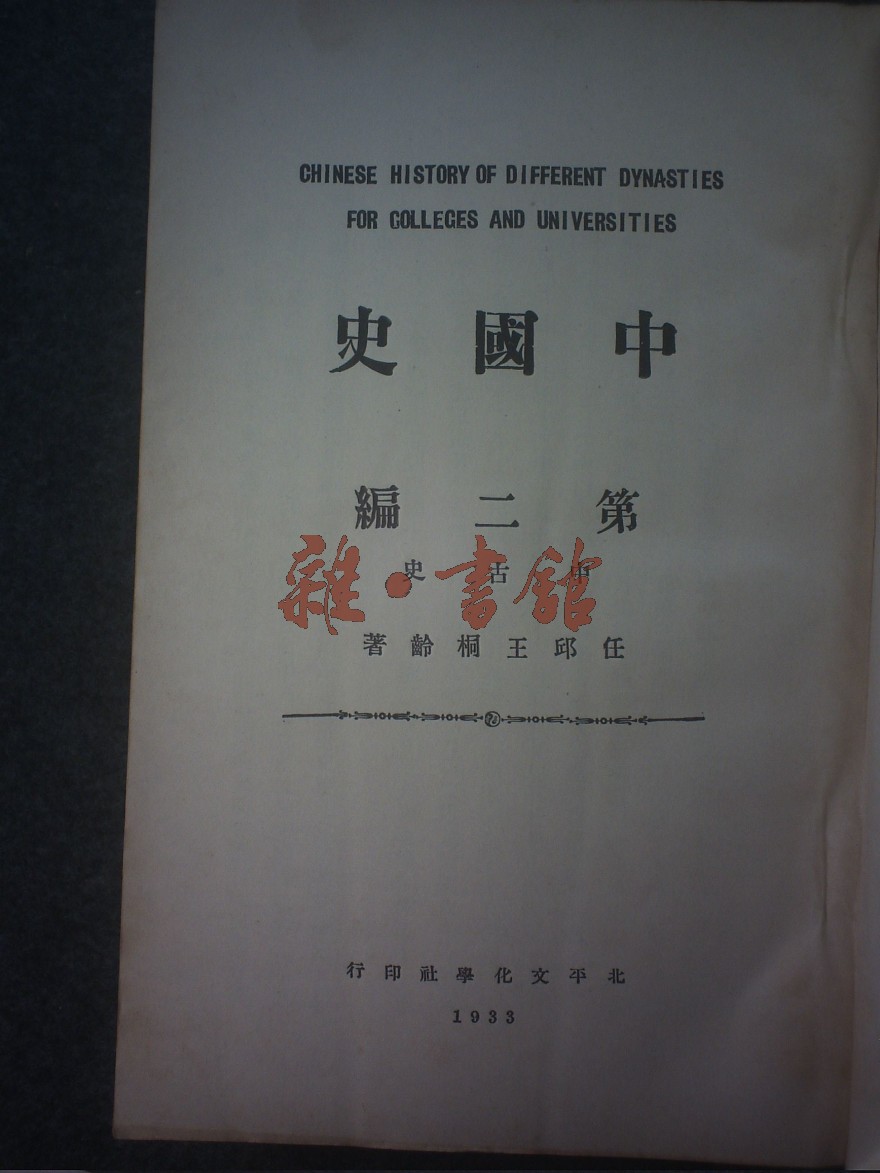 CHINESE HISTORY OF DIFFERENT DYNASTIES
FOR COLLEGES AND UNIVERSITIES
中國史
第二編
中古史
雜·書館
任邱王桐齡著
北平文化學社印行
1933